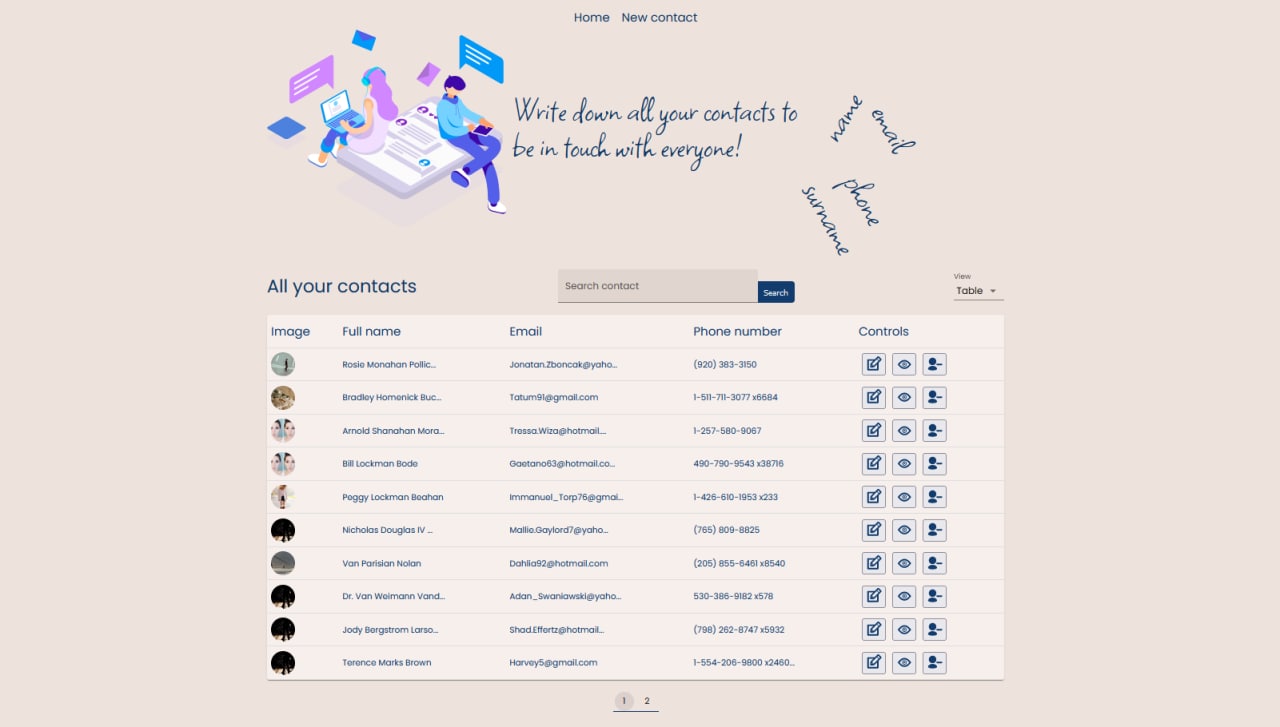 Home New contact
Write down all your contacts to
be in touch with everyone!
name
email
phone
surname
All your contacts
Search contact
Search
View
Table
Image Full name Email Phone number Controls
Rosie Monahan Pollic... Jonatan.Zboncak@yaho... (920) 383-3150
Bradley Homenick Buc... Tatum91@gmail.com 1-511-711-3077 x6684
Arnold Shanahan Mora... Tressa.Wiza@hotmail.... 1-257-580-9067
Bill Lockman Bode Gaetano63@hotmail.co... 490-790-9543 x38716
Peggy Lockman Beahan Immanuel_Torp76@gmai... 1-426-610-1953 x233
Nicholas Douglas IV ... Mallie.Gaylord7@yaho... (765) 809-8825
Van Parisian Nolan Dahlia92@hotmail.com (205) 855-6461 x8540
Dr. Van Weimann Vand... Adan_Swaniawski@yaho... 530-386-9182 x578
Jody Bergstrom Larso... Shad.Effertz@hotmail... (798) 262-8747 x5932
Terence Marks Brown Harvey5@gmail.com 1-554-206-9800 x2460...
1 2